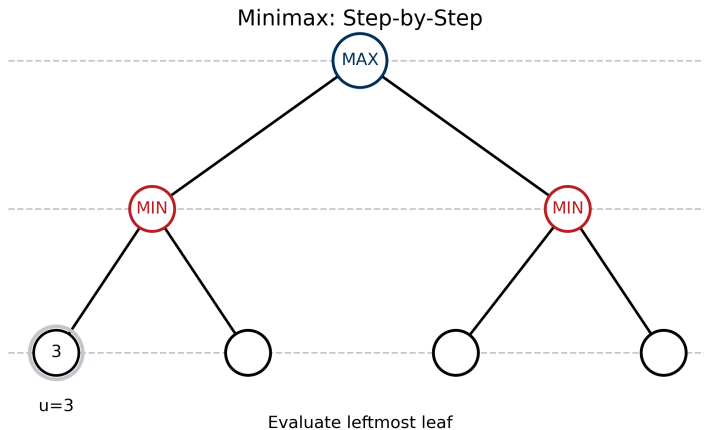 Minimax: Step-by-Step
MAX
MIN
MIN
3
u=3
Evaluate leftmost leaf